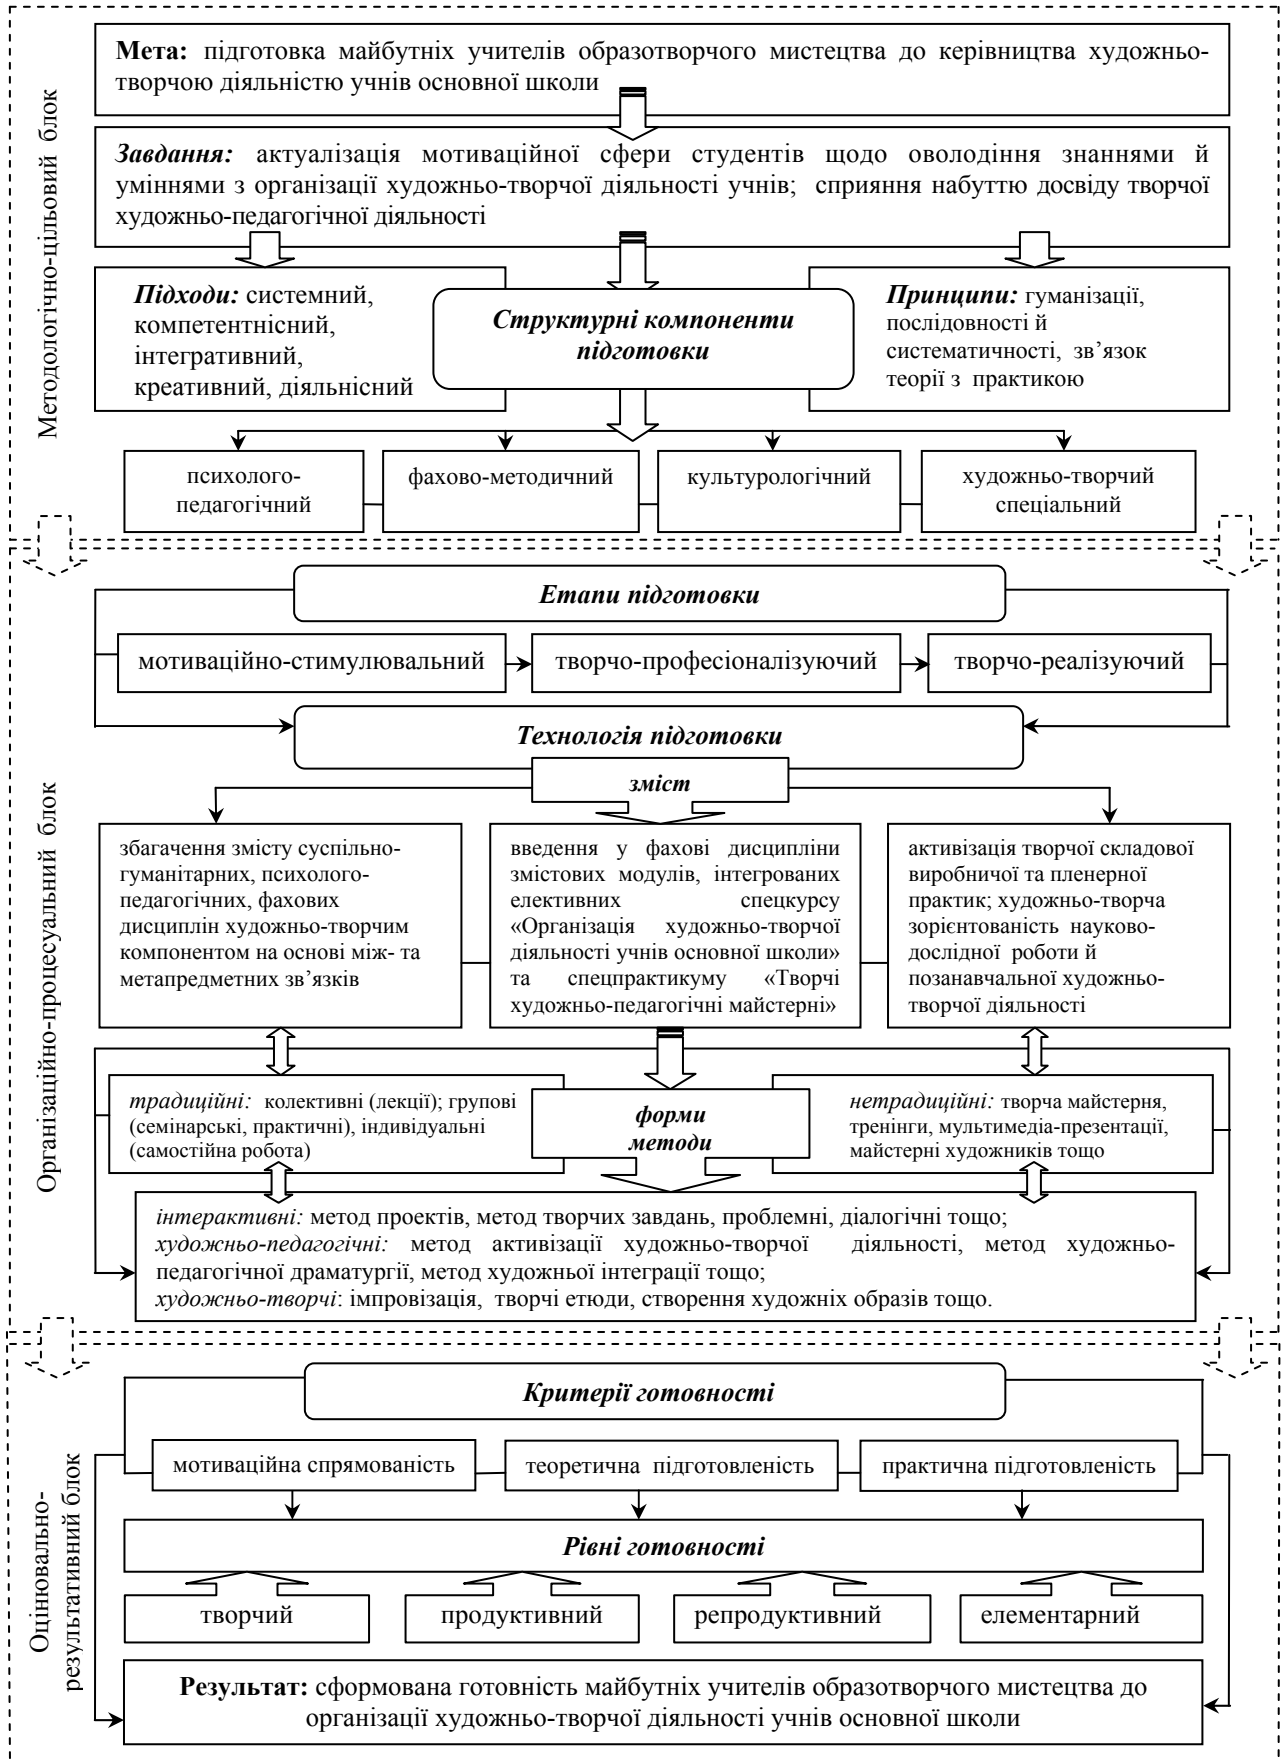 Методологічно-цільовий блок
Мета: підготовка майбутніх учителів образотворчого мистецтва до керівництва художньо-
творчою діяльністю учнів основної школи
Завдання: актуалізація мотиваційної сфери студентів щодо оволодіння знаннями й
уміннями з організації художньо-творчої діяльності учнів; сприяння набуттю досвіду творчої
художньо-педагогічної діяльності
Підходи: системний,
компетентнісний,
інтегративний,
креативний, діяльнісний
Структурні компоненти
підготовки
Принципи: гуманізації,
послідовності й
систематичності, зв’язок
теорії з практикою
психолого-
педагогічний
фахово-методичний
культурологічний
художньо-творчий
спеціальний
Організаційно-процесуальний блок
Етапи підготовки
мотиваційно-стимулювальний
творчо-професіоналізуючий
творчо-реалізуючий
Технологія підготовки
зміст
збагачення змісту суспільно-
гуманітарних, психолого-
педагогічних, фахових
дисциплін художньо-творчим
компонентом на основі між- та
метапредметних зв’язків
введення у фахові дисципліни
змістових модулів, інтегрованих
елективних спецкурсу
«Організація художньо-творчої
діяльності учнів основної школи»
та спецпрактикуму «Творчі
художньо-педагогічні майстерні»
активізація творчої складової
виробничої та пленерної
практик; художньо-творча
зорієнтованість науково-
дослідної роботи й
позанавчальної художньо-
творчої діяльності
традиційні: колективні (лекції); групові
(семінарські, практичні), індивідуальні
(самостійна робота)
форми
методи
нетрадиційні: творча майстерня,
тренінги, мультимедіа-презентації,
майстерні художників тощо
інтерактивні: метод проектів, метод творчих завдань, проблемні, діалогічні тощо;
художньо-педагогічні: метод активізації художньо-творчої діяльності, метод художньо-
педагогічної драматургії, метод художньої інтеграції тощо;
художньо-творчі: імпровізація, творчі етюди, створення художніх образів тощо.
Оцінювально-
результативний блок
Критерії готовності
мотиваційна спрямованість
теоретична підготовленість
практична підготовленість
Рівні готовності
творчий
продуктивний
репродуктивний
елементарний
Результат: сформована готовність майбутніх учителів образотворчого мистецтва до
організації художньо-творчої діяльності учнів основної школи